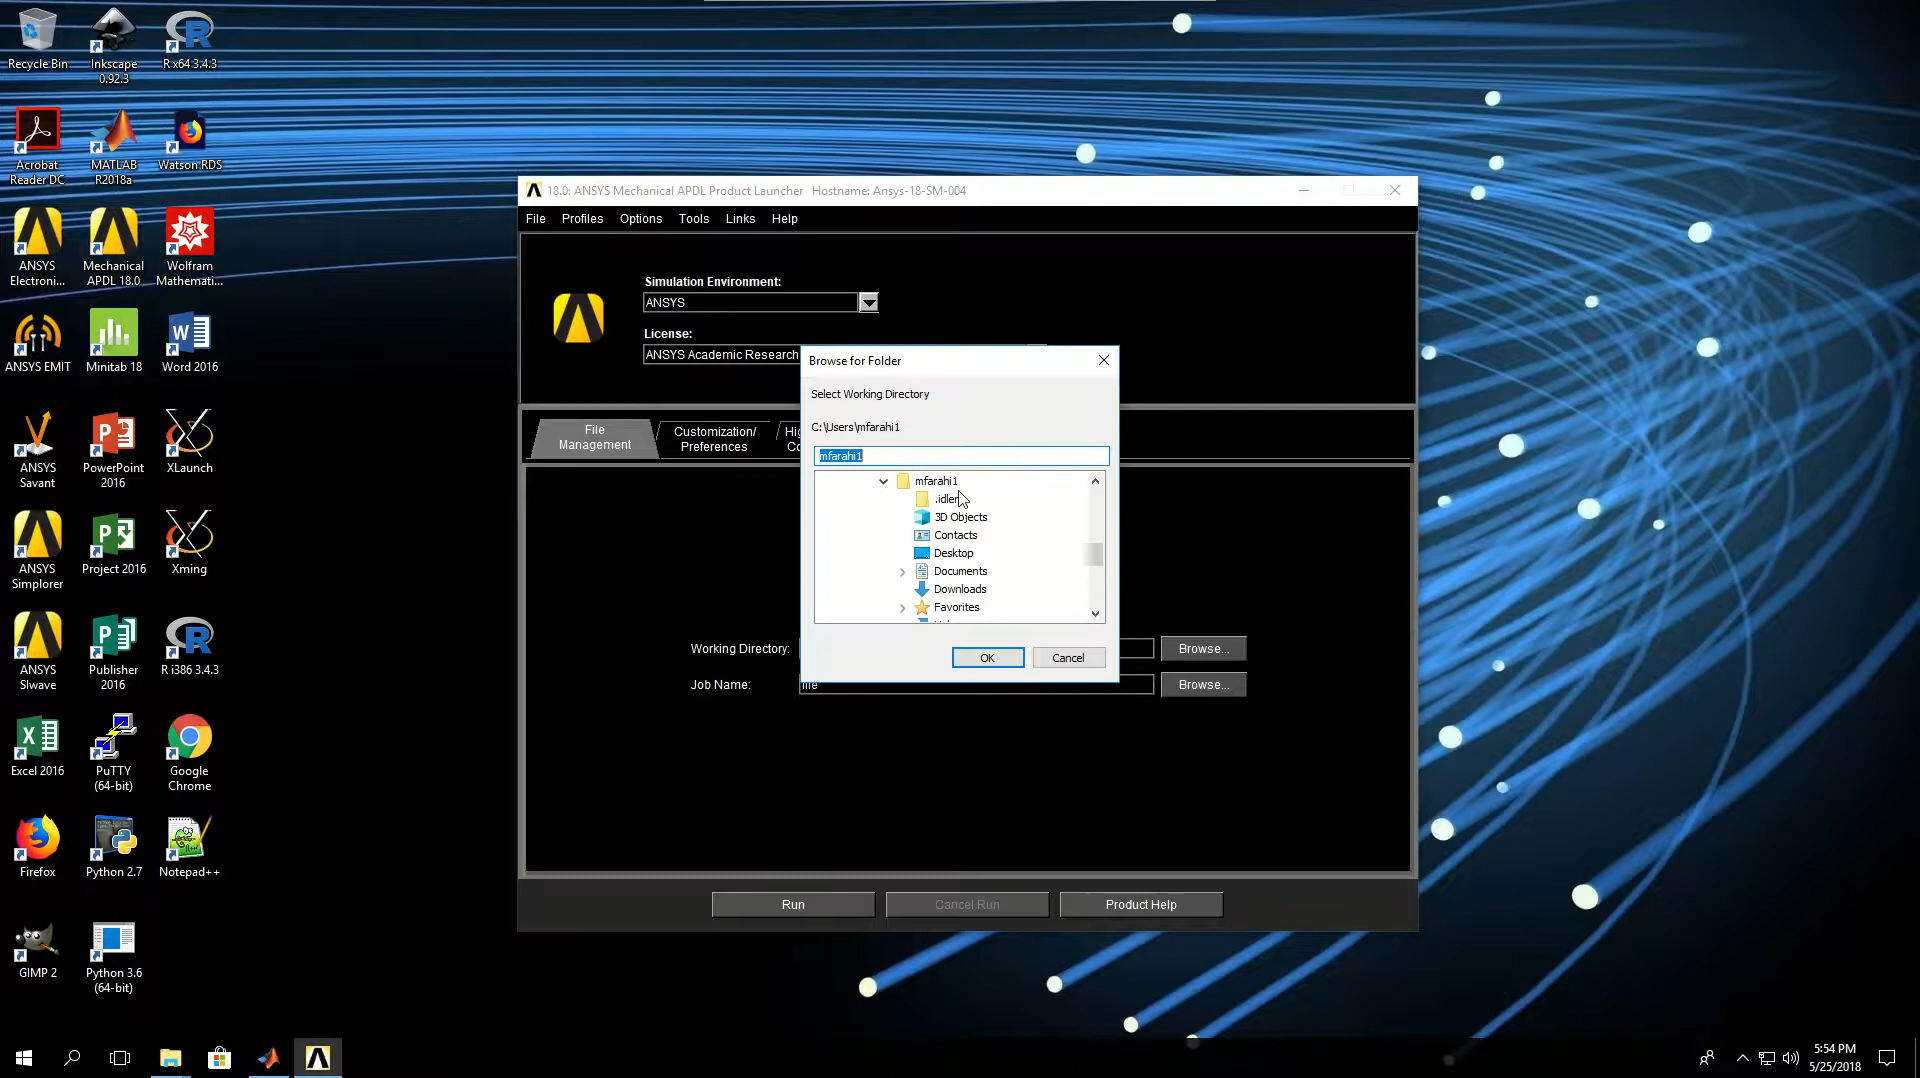 Recycle Bin
Inkscape
0.92.3
R x64 3.4.3
Acrobat
Reader DC
MATLAB
R2018a
Watson RDS
ANSYS
Electroni...
Mechanical
APDL 18.0
Wolfram
Mathemati...
ANSYS EMIT
Minitab 18
Word 2016
ANSYS
Savant
PowerPoint
2016
XLaunch
ANSYS
Simplorer
Project 2016
Xming
ANSYS
SIwave
Publisher
2016
R i386 3.4.3
Excel 2016
PuTTY
(64-bit)
Google
Chrome
Firefox
Python 2.7
Notepad++
GIMP 2
Python 3.6
(64-bit)
18.0: ANSYS Mechanical APDL Product Launcher Hostname: Ansys-18-SM-004
File Profiles Options Tools Links Help
Simulation Environment:
ANSYS
License:
ANSYS Academic Research
File
Management
Customization/
Preferences
Browse for Folder
Select Working Directory
C:\Users\mfarahi1
mfarahi1
mfarahi1
3D Objects
Contacts
Desktop
Documents
Downloads
Favorites
OK Cancel
Working Directory: Browse...
Job Name: file Browse...
Run Cancel Run Product Help
5:54 PM
5/25/2018